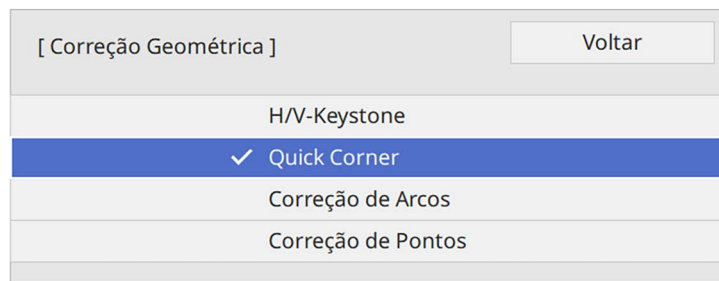 [ Correção Geométrica ]
Voltar
H/V-Keystone
Quick Corner
Correção de Arcos
Correção de Pontos